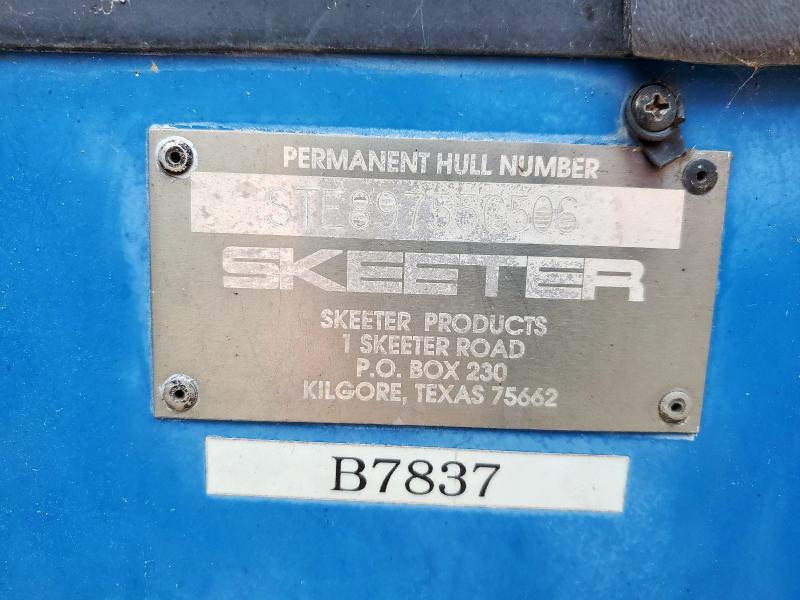 PERMANENT HULL NUMBER
SKEETER
SKEETER PRODUCTS
1 SKEETER ROAD
P.O. BOX 230
KILGORE, TEXAS 75662
B7837